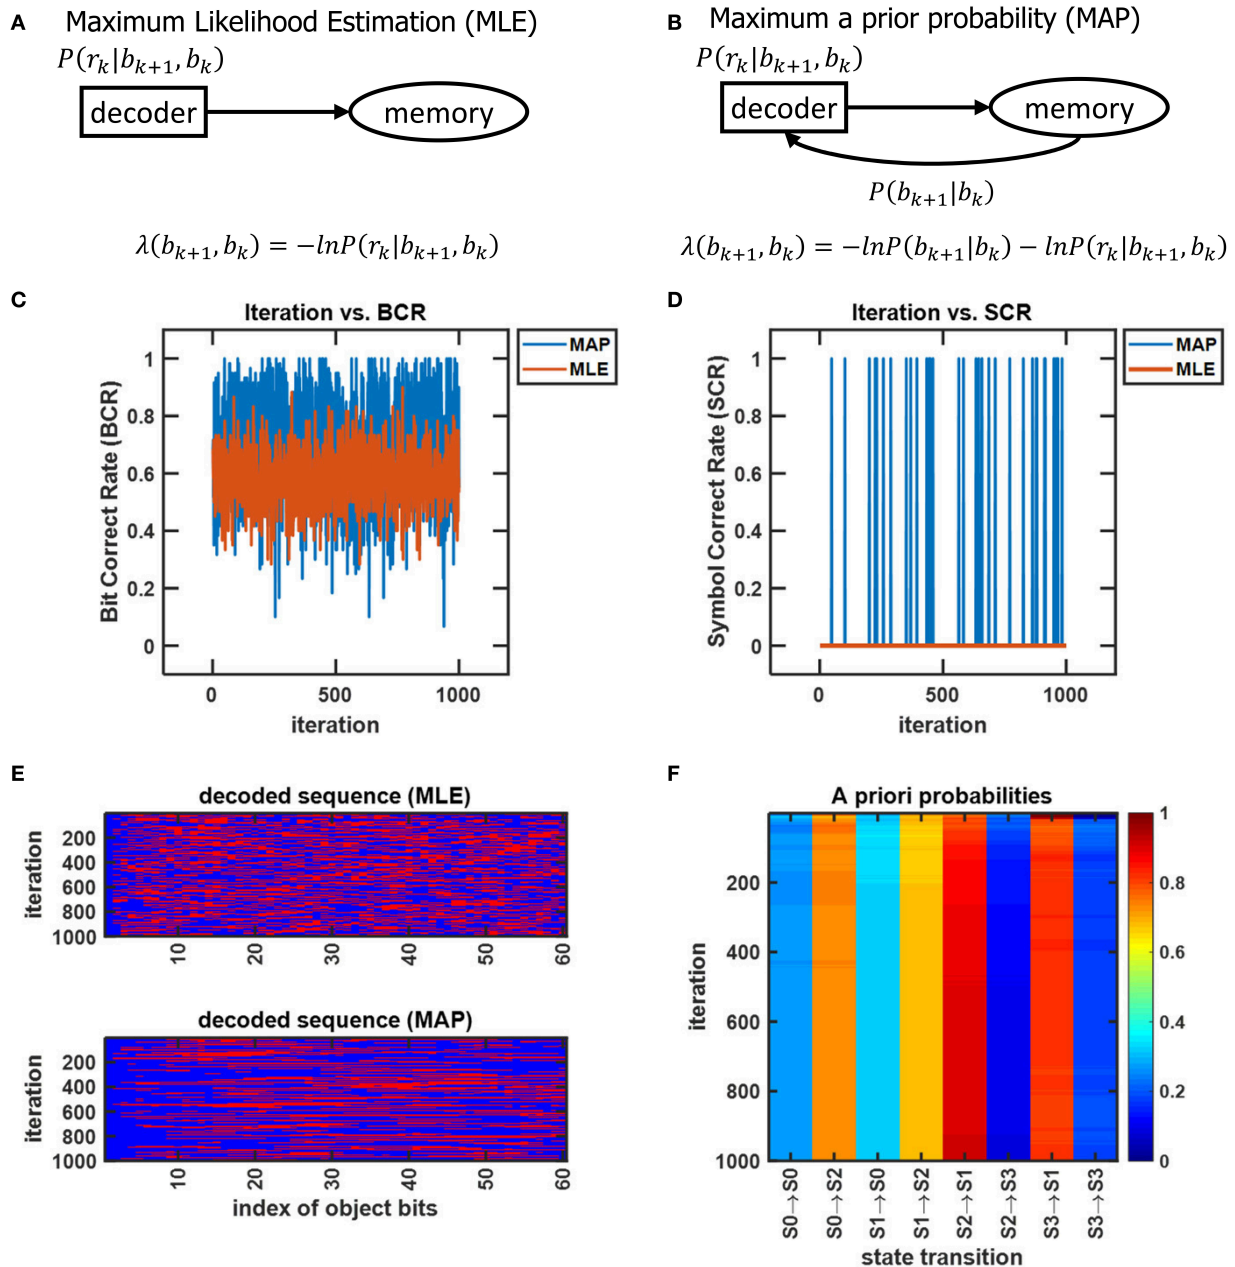 A
Maximum Likelihood Estimation (MLE)
P(r_k|b_{k+1}, b_k)
decoder
memory
λ(b_{k+1}, b_k) = −lnP(r_k|b_{k+1}, b_k)
B
Maximum a prior probability (MAP)
P(r_k|b_{k+1}, b_k)
decoder
memory
P(b_{k+1}|b_k)
λ(b_{k+1}, b_k) = −lnP(b_{k+1}|b_k) − lnP(r_k|b_{k+1}, b_k)
C
Iteration vs. BCR
MAP
MLE
Bit Correct Rate (BCR)
1
0.8
0.6
0.4
0.2
0
0 500 1000
iteration
D
Iteration vs. SCR
MAP
MLE
Symbol Correct Rate (SCR)
1
0.8
0.6
0.4
0.2
0
0 500 1000
iteration
E
decoded sequence (MLE)
iteration
200
400
600
800
1000
10 20 30 40 50 60
decoded sequence (MAP)
iteration
200
400
600
800
1000
10 20 30 40 50 60
index of object bits
F
A priori probabilities
iteration
200
400
600
800
1000
S0→S0
S0→S2
S1→S0
S1→S2
S2→S1
S2→S3
S3→S1
S3→S3
state transition
1
0.8
0.6
0.4
0.2
0